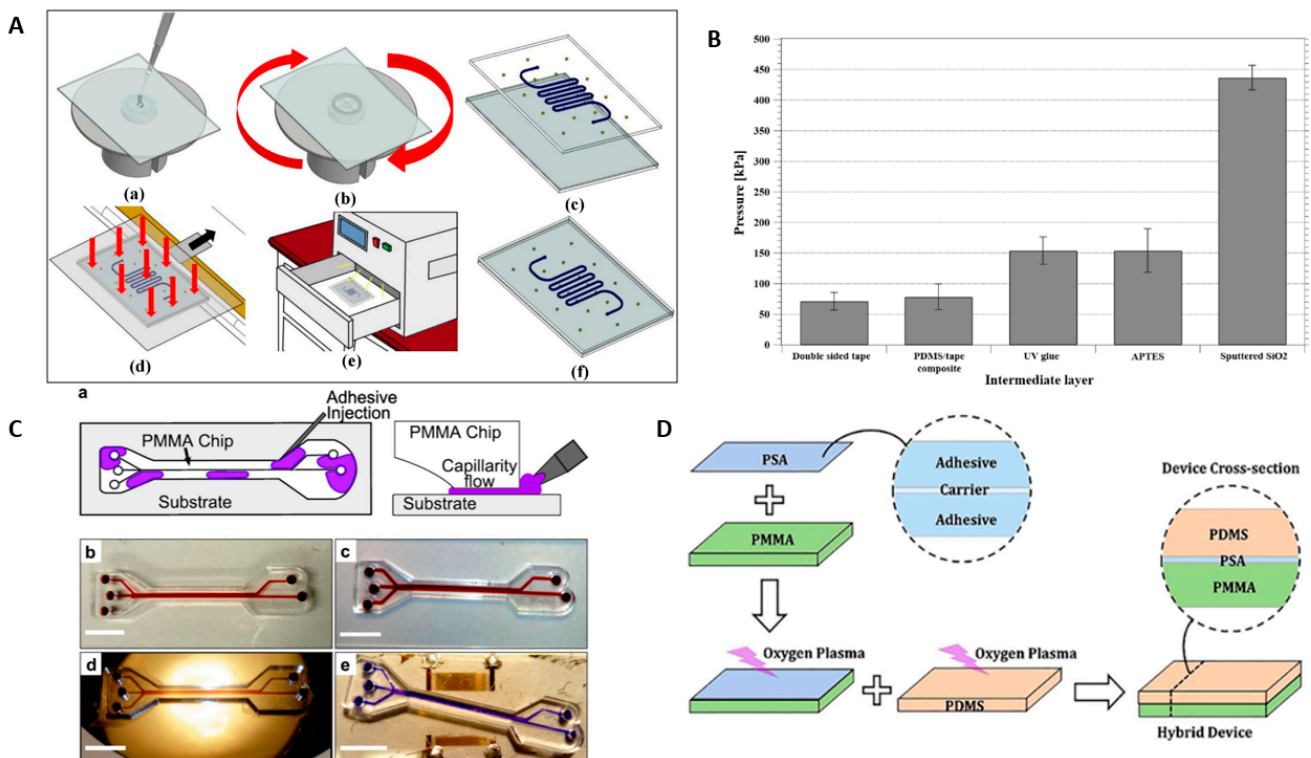 A
(a)
(b)
(c)
(d)
(e)
(f)
B
500
450
400
350
300
250
200
150
100
50
0
Pressure [kPa]
Double sided tape
PDMS/tape
composite
UV glue
APTES
Sputtered SiO2
Intermediate layer
C
a
Adhesive
Injection
PMMA Chip
Substrate
PMMA Chip
Capillarity
flow
Substrate
b
c
d
e
D
PSA
PMMA
Adhesive
Carrier
Adhesive
Device Cross-section
PDMS
PSA
PMMA
Oxygen Plasma
Oxygen Plasma
PDMS
Hybrid Device